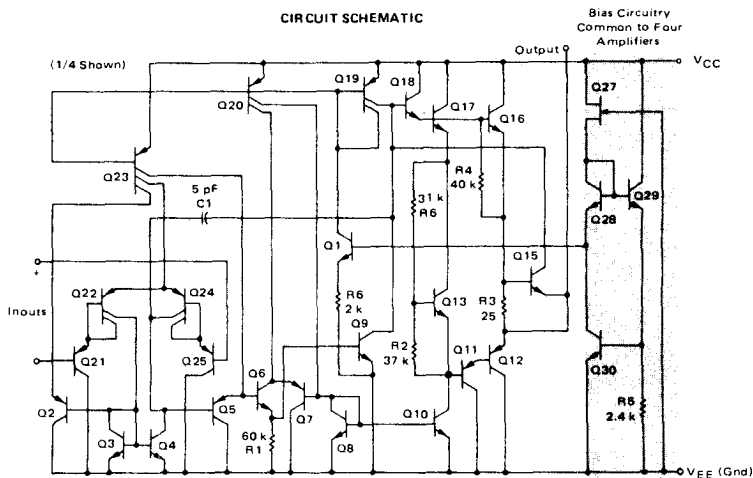 CIRCUIT SCHEMATIC
Bias Circuitry
Common to Four
Amplifiers
Output
(1/4 Shown)
VCC
Q19
Q18
Q27
Q20
Q17
Q16
Q23
5 pF
C1
R4
40 k
31 k
R6
Q28
Q29
Q1
Q15
+
Inouts
Q22
Q24
R6
2 k
Q13
R3
25
Q9
Q21
Q25
R2
37 k
Q11
Q12
Q30
Q6
Q2
Q5
Q7
Q10
R5
2.4 k
Q3
Q4
60 k
R1
Q8
VEE (Gnd)